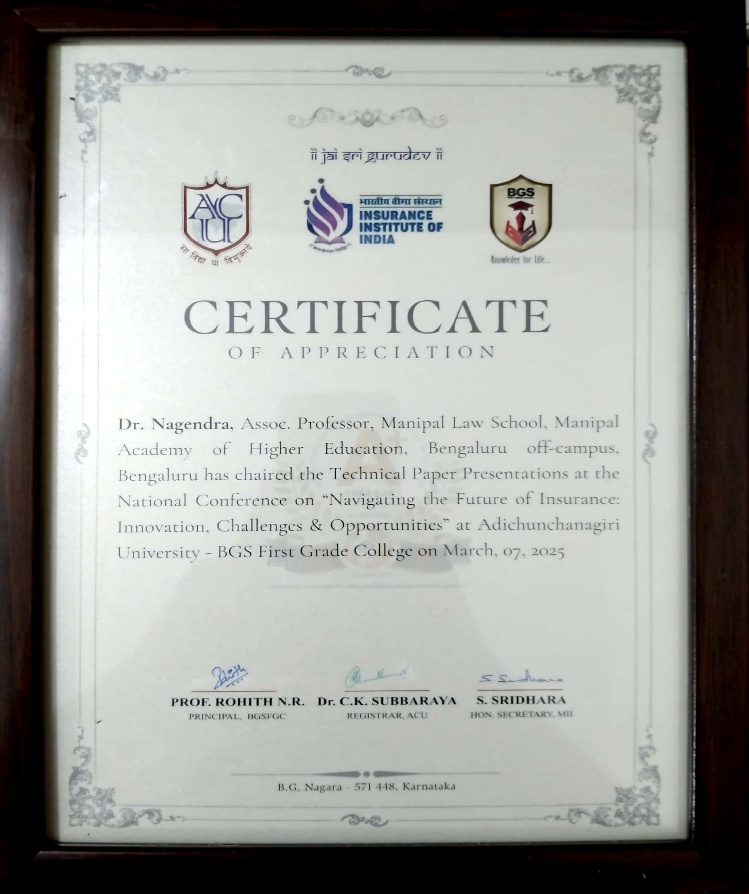 ॥ jai sri gurudev ॥
ACU
सा विद्या या विमुक्तये
भारतीय बीमा संस्थान
INSURANCE
INSTITUTE OF
INDIA
BGS
Knowledge for Life...
CERTIFICATE
OF APPRECIATION
Dr. Nagendra, Assoc. Professor, Manipal Law School, Manipal
Academy of Higher Education, Bengaluru off-campus,
Bengaluru has chaired the Technical Paper Presentations at the
National Conference on “Navigating the Future of Insurance:
Innovation, Challenges & Opportunities” at Adichunchanagiri
University - BGS First Grade College on March, 07, 2025
S. Sridhara
PROF. ROHITH N.R. Dr. C.K. SUBBARAYA S. SRIDHARA
PRINCIPAL, BGSFGC REGISTRAR, ACU HON. SECRETARY, MII
B.G. Nagara - 571 448, Karnataka